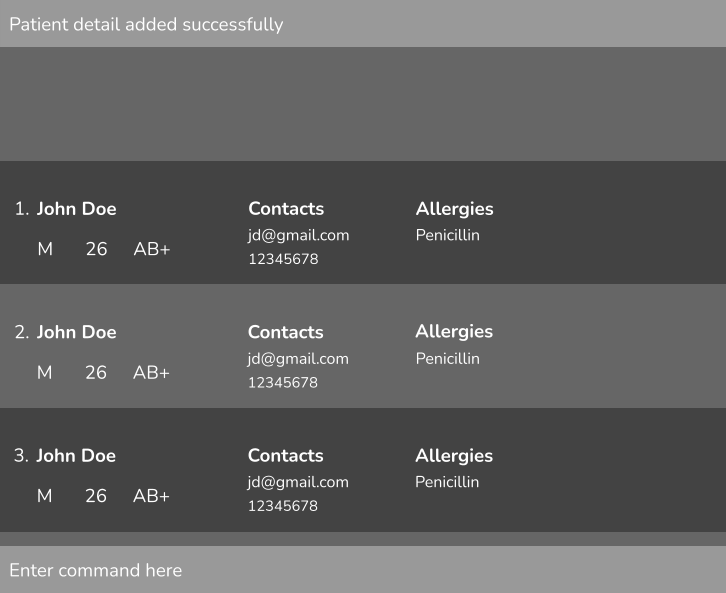 Patient detail added successfully
1. John Doe Contacts Allergies
jd@gmail.com Penicillin
M 26 AB+
12345678
2. John Doe Contacts Allergies
jd@gmail.com Penicillin
M 26 AB+
12345678
3. John Doe Contacts Allergies
jd@gmail.com Penicillin
M 26 AB+
12345678
Enter command here